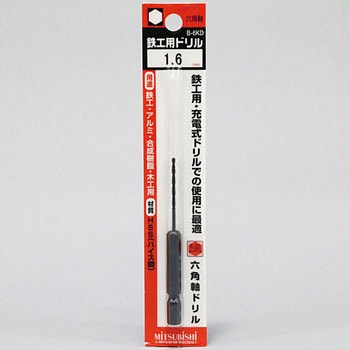 六角軸
B-6KD
鉄工用ドリル
1.6
mm
鉄工用・充電式ドリルでの使用に最適
六角軸ドリル
用途 鉄工・アルミ・合成樹脂・木工用
材質 HSS(ハイス鋼)
MITSUBISHI